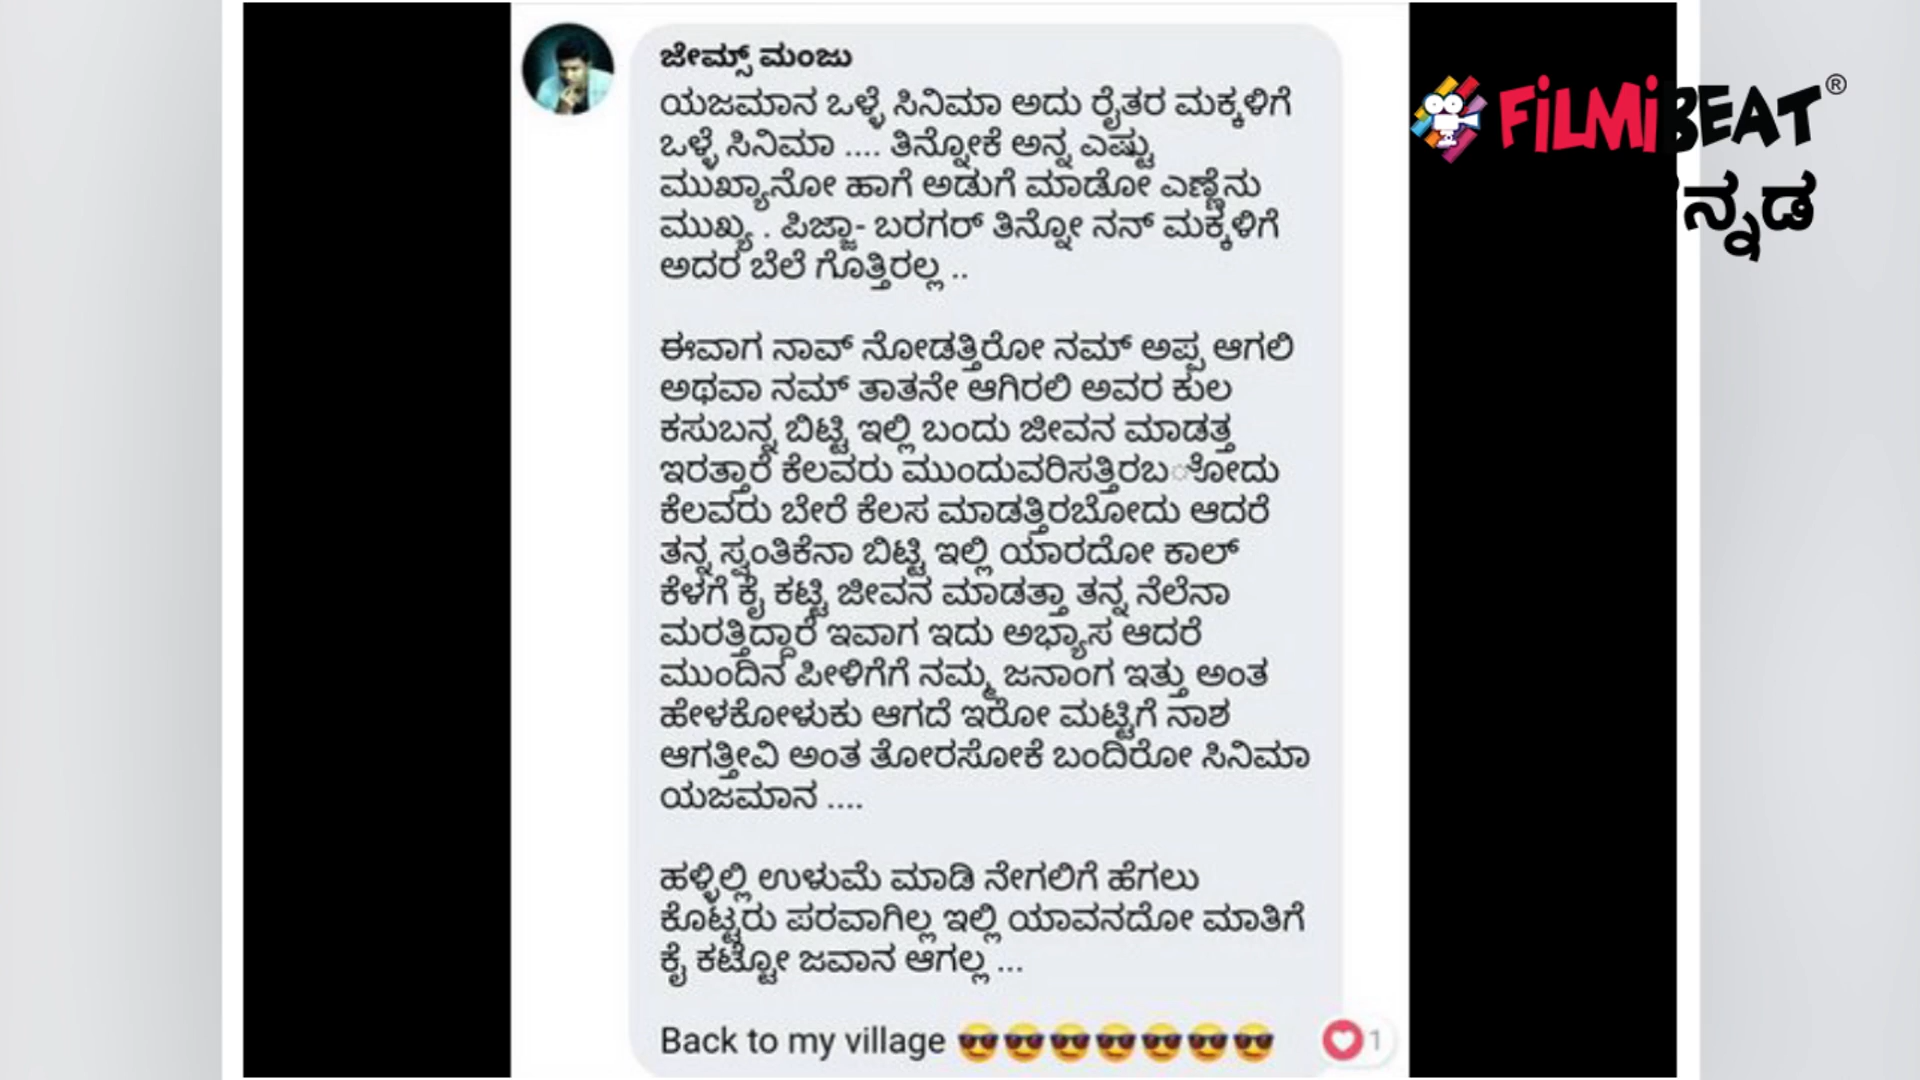 ಜೇಮ್ಸ್ ಮಂಜು
ಯಜಮಾನ ಒಳ್ಳೆ ಸಿನಿಮಾ ಅದು ರೈತರ ಮಕ್ಕಳಿಗೆ
ಒಳ್ಳೆ ಸಿನಿಮಾ .... ತಿನ್ನೋಕೆ ಅನ್ನ ಎಷ್ಟು
ಮುಖ್ಯಾನೋ ಹಾಗೆ ಅಡುಗೆ ಮಾಡೋ ಎಣ್ಣೆನು
ಮುಖ್ಯ . ಪಿಜ್ಜಾ- ಬರಗರ್ ತಿನ್ನೋ ನನ್ ಮಕ್ಕಳಿಗೆ
ಅದರ ಬೆಲೆ ಗೊತ್ತಿರಲ್ಲ ..
ಈವಾಗ ನಾವ್ ನೋಡತ್ತಿರೋ ನಮ್ ಅಪ್ಪ ಆಗಲಿ
ಅಥವಾ ನಮ್ ತಾತನೇ ಆಗಿರಲಿ ಅವರ ಕುಲ
ಕಸುಬನ್ನ ಬಿಟ್ಟಿ ಇಲ್ಲಿ ಬಂದು ಜೀವನ ಮಾಡತ್ತ
ಇರತ್ತಾರೆ ಕೆಲವರು ಮುಂದುವರಿಸತ್ತಿರಬೋದು
ಕೆಲವರು ಬೇರೆ ಕೆಲಸ ಮಾಡತ್ತಿರಬೋದು ಆದರೆ
ತನ್ನ ಸ್ವಂತಿಕೆನಾ ಬಿಟ್ಟಿ ಇಲ್ಲಿ ಯಾರದೋ ಕಾಲ್
ಕೆಳಗೆ ಕೈ ಕಟ್ಟಿ ಜೀವನ ಮಾಡತ್ತಾ ತನ್ನ ನೆಲೆನಾ
ಮರತ್ತಿದ್ದಾರೆ ಇವಾಗ ಇದು ಅಭ್ಯಾಸ ಆದರೆ
ಮುಂದಿನ ಪೀಳಿಗೆಗೆ ನಮ್ಮ ಜನಾಂಗ ಇತ್ತು ಅಂತ
ಹೇಳಕೋಳುಕು ಆಗದೆ ಇರೋ ಮಟ್ಟಿಗೆ ನಾಶ
ಆಗತ್ತೀವಿ ಅಂತ ತೋರಸೋಕೆ ಬಂದಿರೋ ಸಿನಿಮಾ
ಯಜಮಾನ ....
ಹಳ್ಳಿಲ್ಲಿ ಉಳುಮೆ ಮಾಡಿ ನೇಗಲಿಗೆ ಹೆಗಲು
ಕೊಟ್ಟರು ಪರವಾಗಿಲ್ಲ ಇಲ್ಲಿ ಯಾವನದೋ ಮಾತಿಗೆ
ಕೈ ಕಟ್ಟೋ ಜವಾನ ಆಗಲ್ಲ ...
Back to my village 😎😎😎😎😎😎😎
1
FiLMiBEAT®
ನ್ನಡ